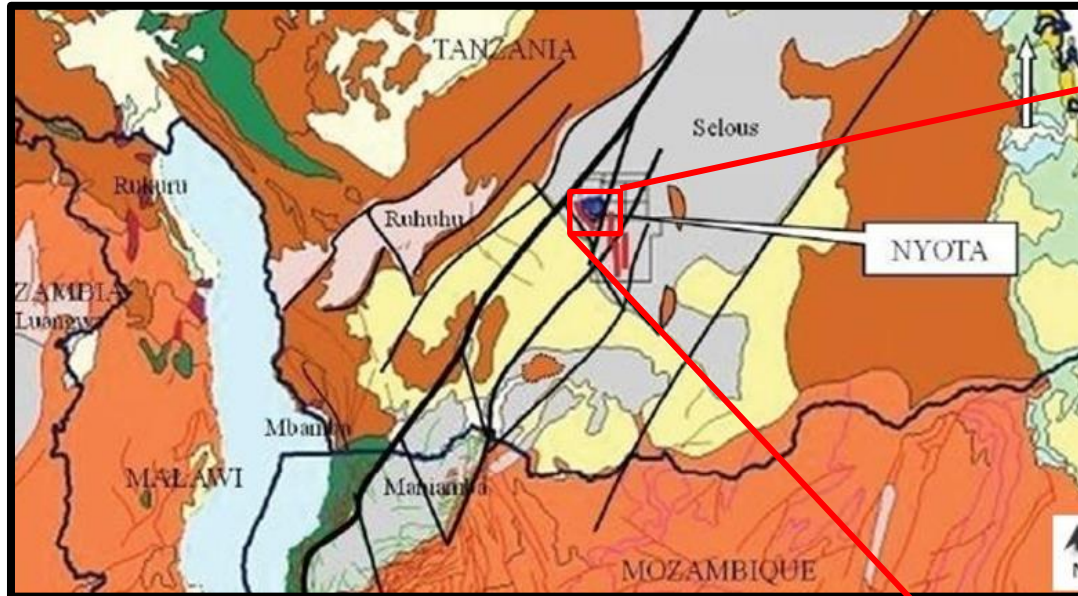 TANZANIA
Selous
Rukuru
Ruhuhu
NYOTA
ZAMBIA
Luangwa
Mbamba
MALAWI
Maniamba
MOZAMBIQUE
N